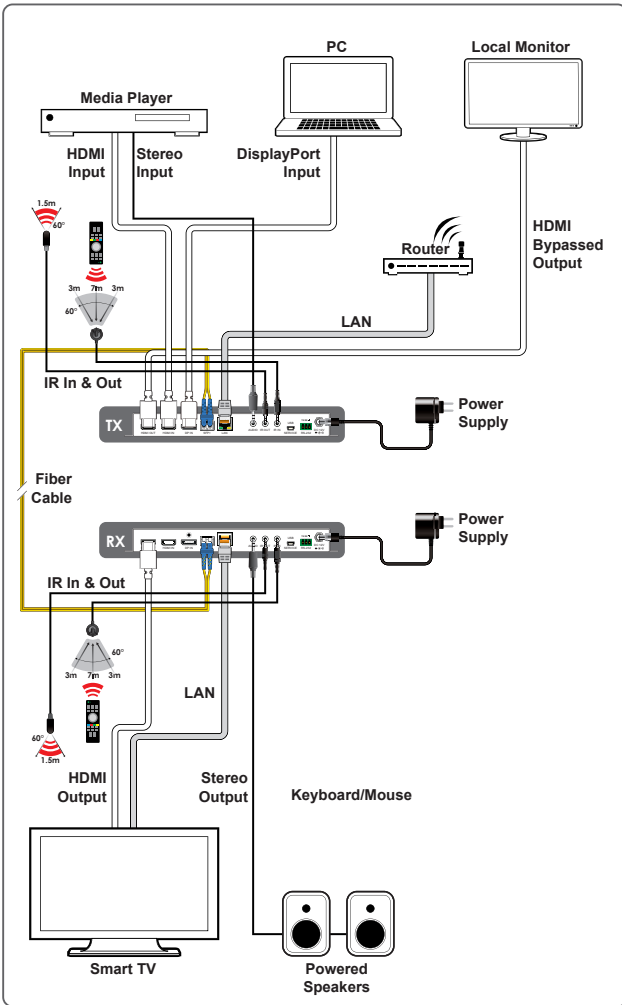 PC
Local Monitor
Media Player
HDMI
Input
Stereo
Input
DisplayPort
Input
1.5m
60°
HDMI
Bypassed
Output
Router
3m 7m 3m
60°
LAN
IR In & Out
TX
Power
Supply
Fiber
Cable
RX
Power
Supply
IR In & Out
60°
3m 7m 3m
LAN
60°
1.5m
HDMI
Output
Stereo
Output
Keyboard/Mouse
Smart TV
Powered
Speakers